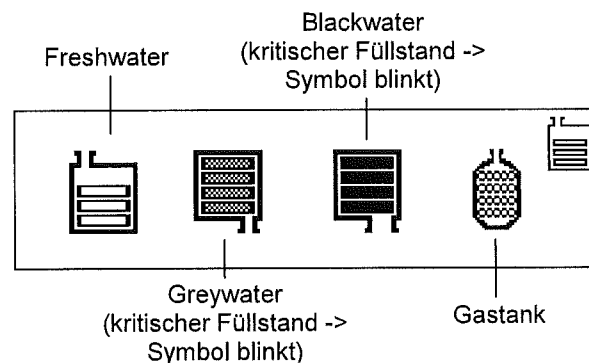 Blackwater
(kritischer Füllstand ->
Symbol blinkt)
Freshwater
Greywater
(kritischer Füllstand ->
Symbol blinkt)
Gastank